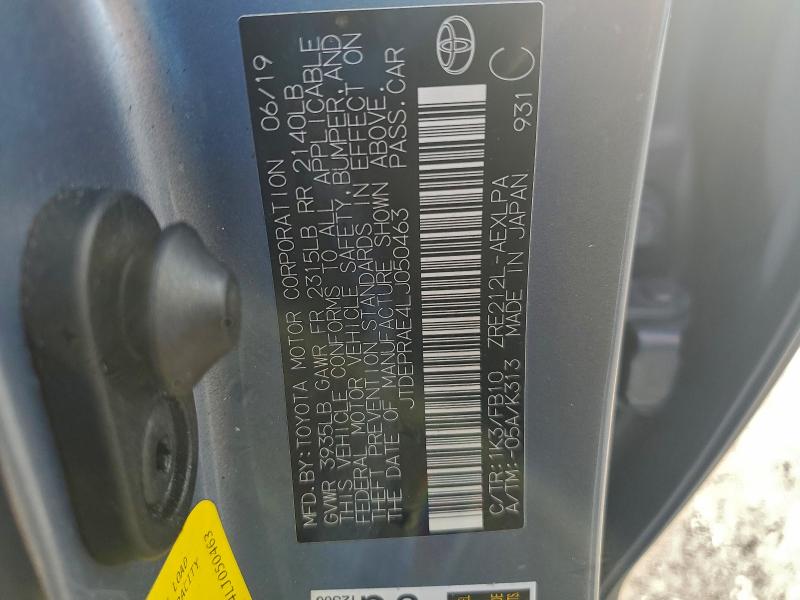 MFD. BY: TOYOTA MOTOR CORPORATION 06/19
GVWR 3935LB GAWR FR 2315LB RR 2140LB
THIS VEHICLE CONFORMS TO ALL APPLICABLE
FEDERAL MOTOR VEHICLE SAFETY, BUMPER, AND
THEFT PREVENTION STANDARDS IN EFFECT ON
THE DATE OF MANUFACTURE SHOWN ABOVE.
JTDEPRAE4LJ050463 PASS. CAR
C/TR: 1K3/FB10 ZRE212L-AEXLPA 931 C
A/TM: -05A/K313 MADE IN JAPAN
4LJ050463
LOAD